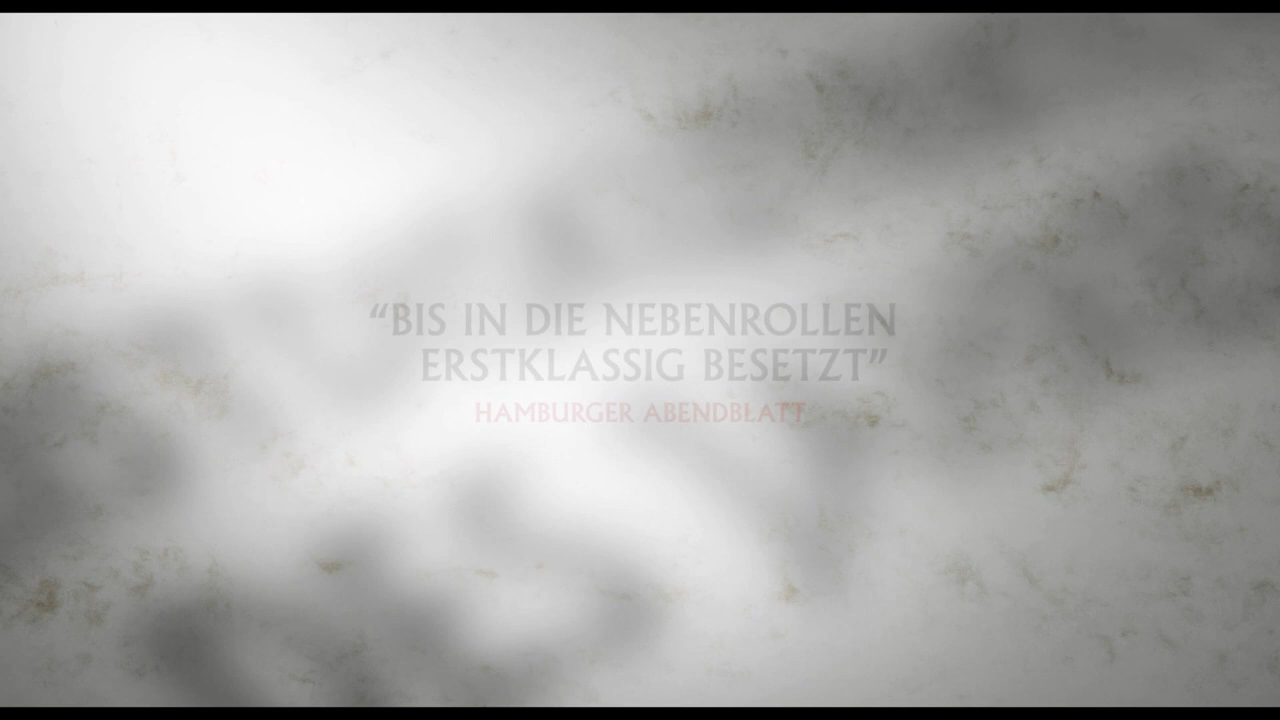 “BIS IN DIE NEBENROLLEN
ERSTKLASSIG BESETZT”
HAMBURGER ABENDBLATT